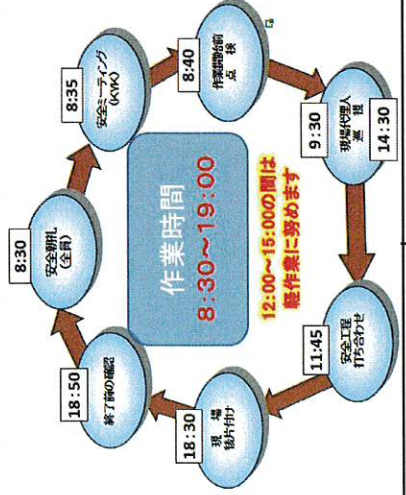 8:30
安全朝礼
(全員)
8:35
安全ミーティング
(KYK)
8:40
作業開始前
点 検
9:30
現場代理人
巡 視
14:30
11:45
安全工程
打ち合わせ
18:30
現 場
後片付け
18:50
終了前の確認
作業時間
8:30～19:00
12:00～15:00の間は
軽作業に努めます